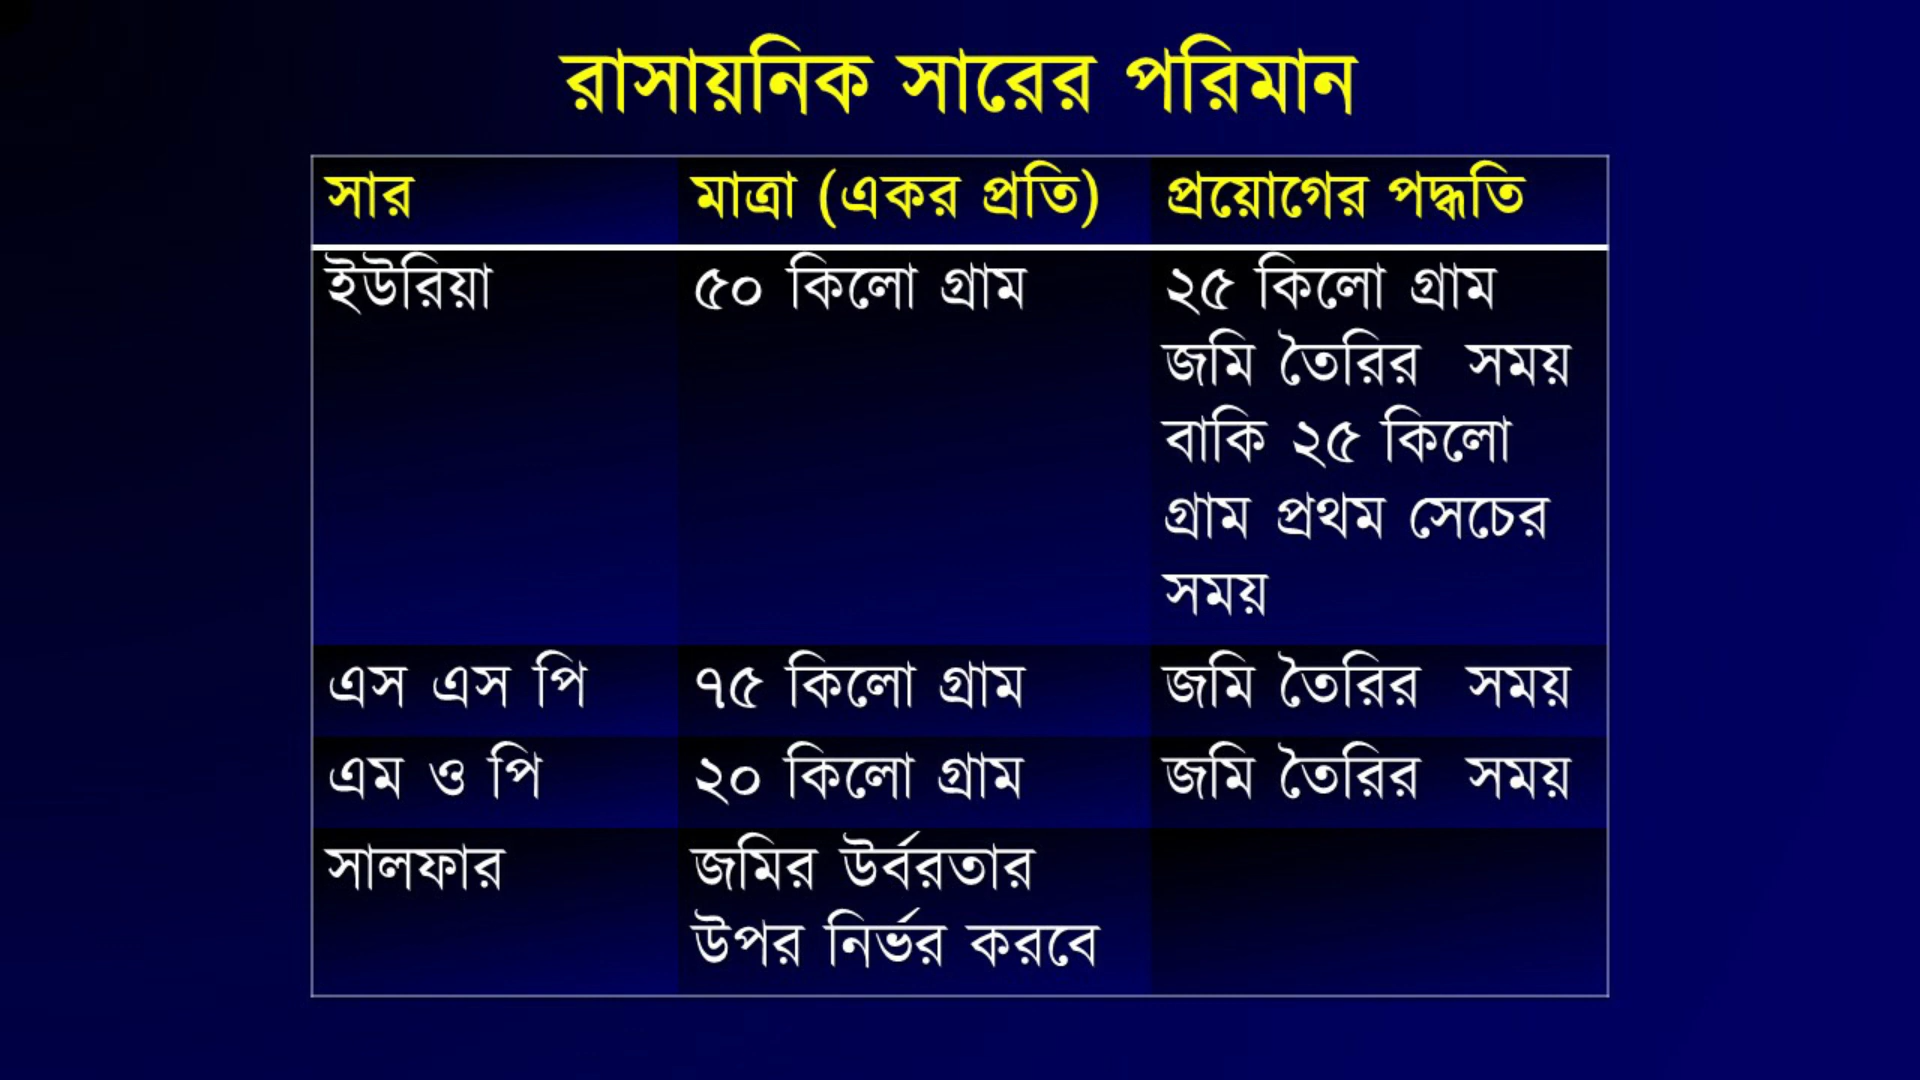 রাসায়নিক সারের পরিমান
সার মাত্রা (একর প্রতি) প্রয়োগের পদ্ধতি
ইউরিয়া ৫০ কিলো গ্রাম ২৫ কিলো গ্রাম
জমি তৈরির সময়
বাকি ২৫ কিলো
গ্রাম প্রথম সেচের
সময়
এস এস পি ৭৫ কিলো গ্রাম জমি তৈরির সময়
এম ও পি ২০ কিলো গ্রাম জমি তৈরির সময়
সালফার জমির উর্বরতার
উপর নির্ভর করবে